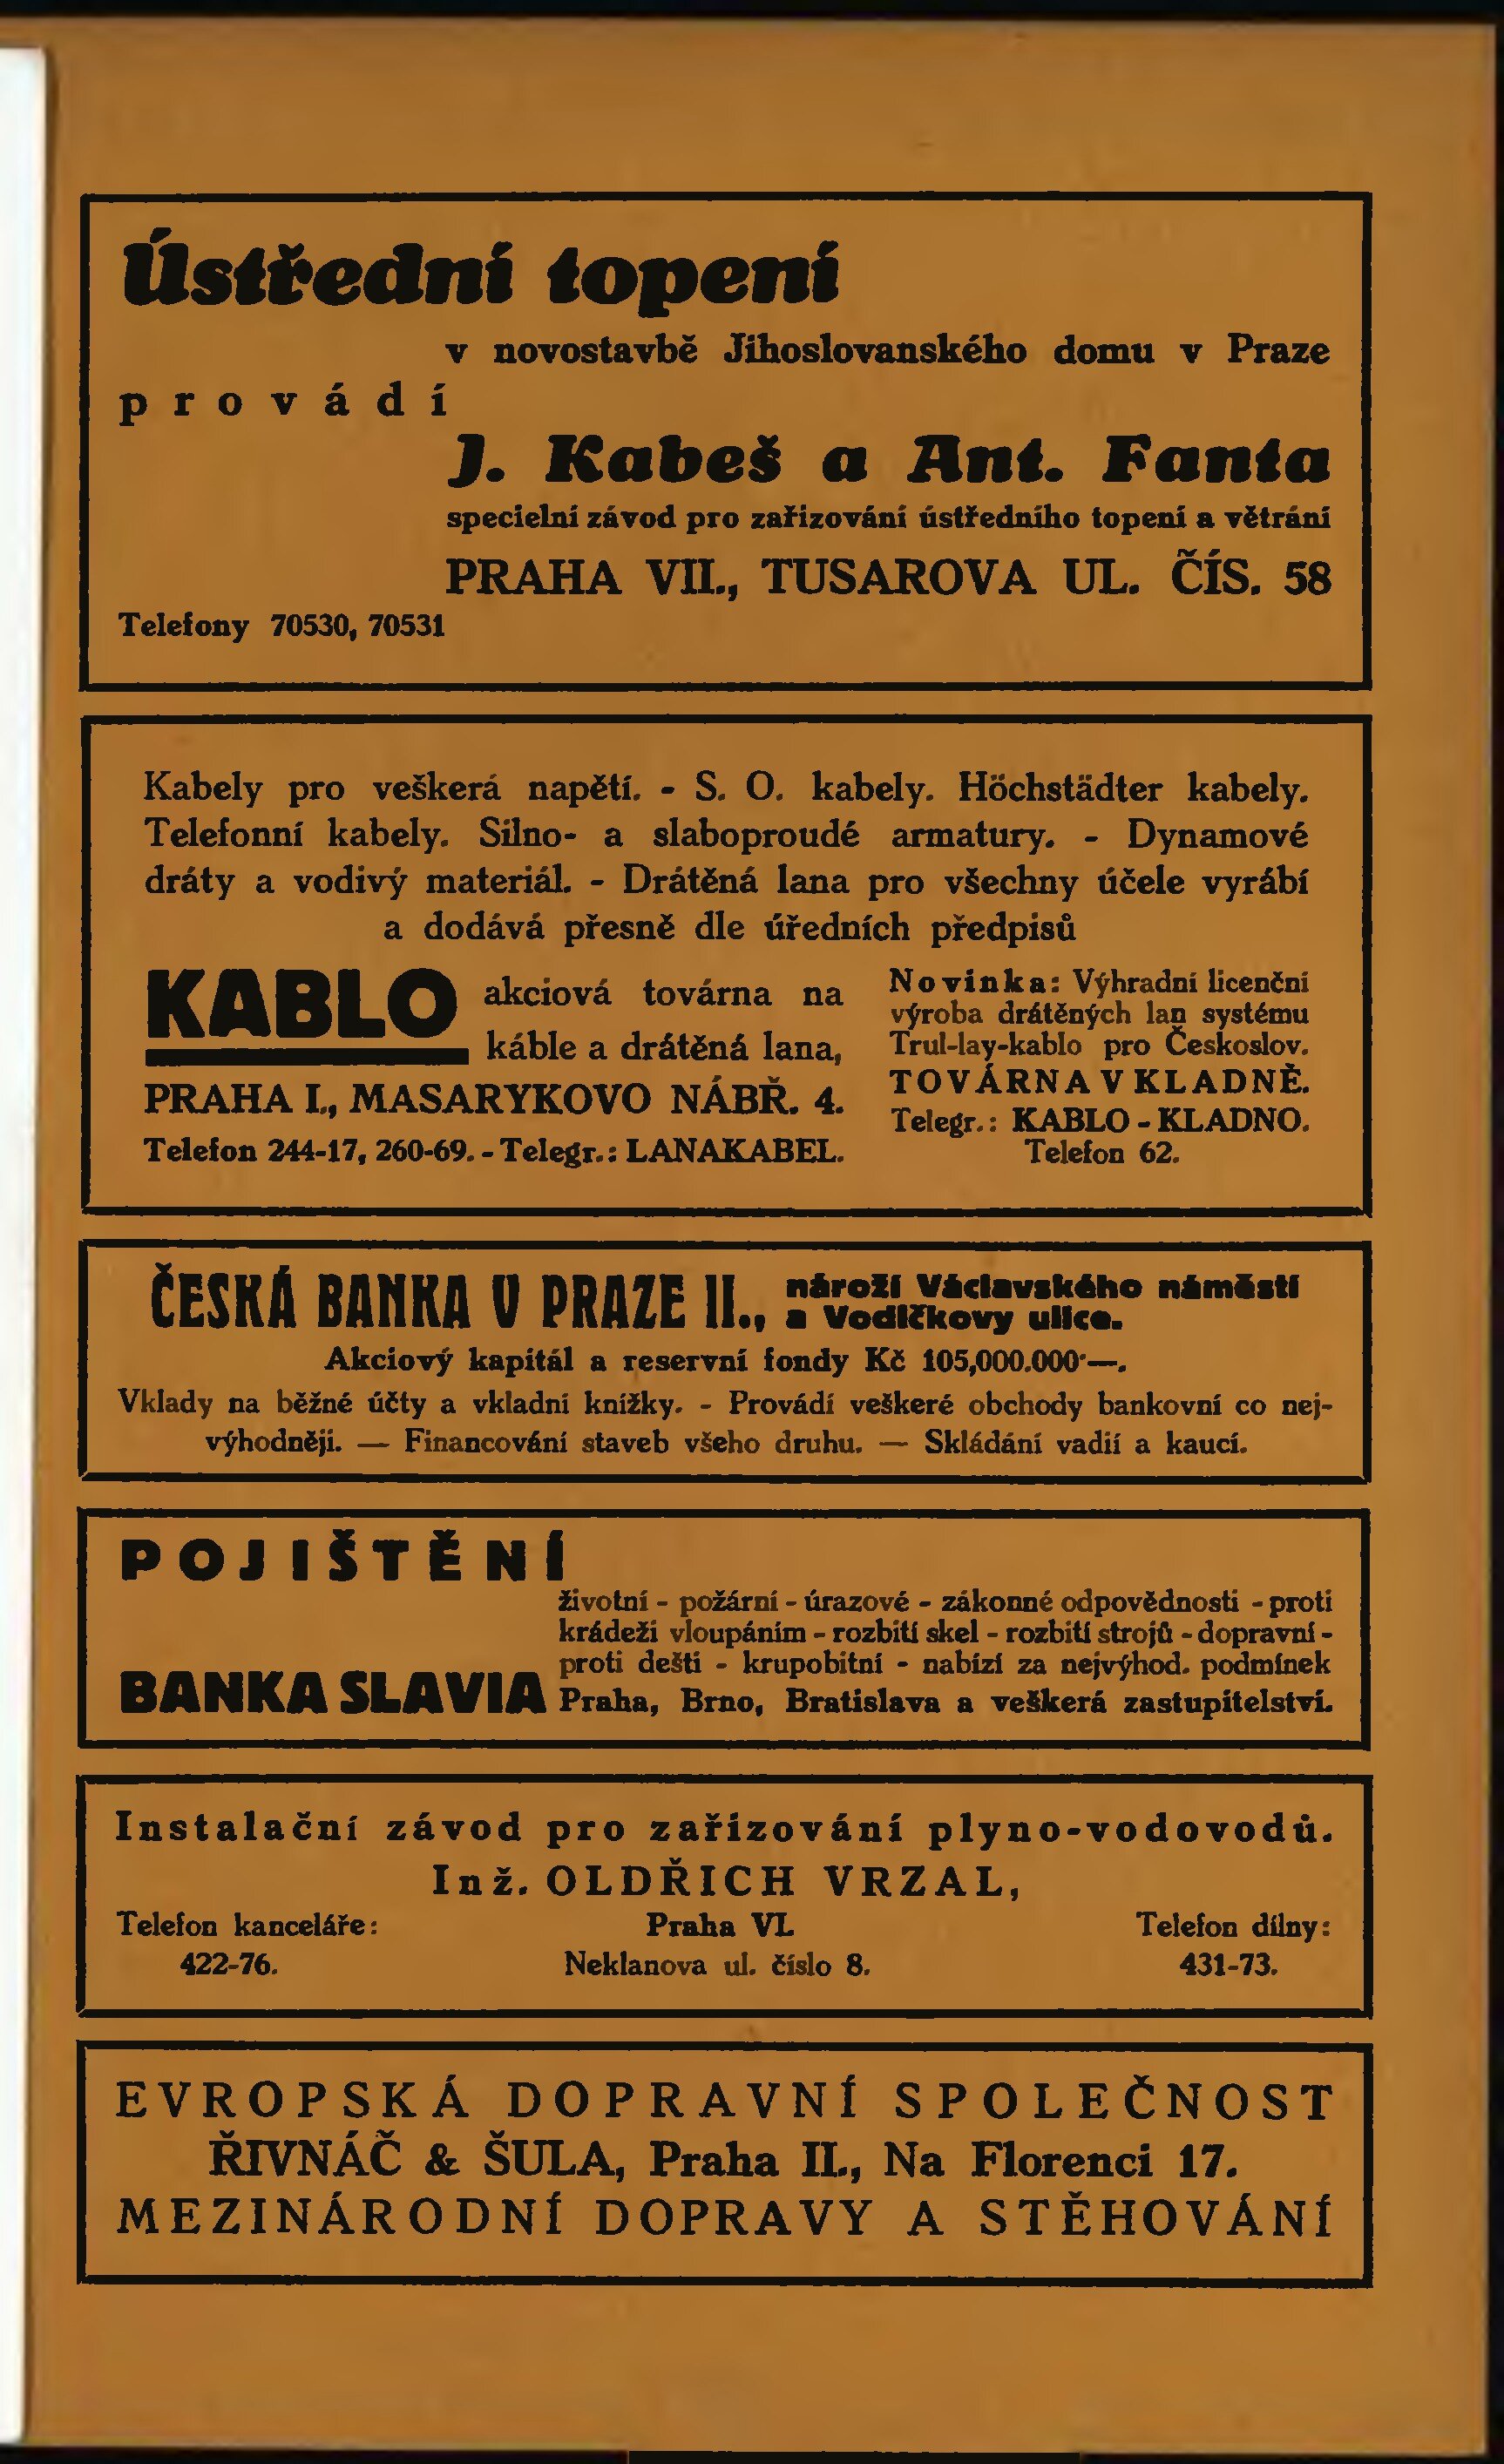 Ústřední topení
v novostavbě Jihoslovanského domu v Praze
provádí
J. Kabeš a Ant. Fanta
specielní závod pro zařizování ústředního topení a větrání
PRAHA VII., TUSAROVA UL. ČÍS. 58
Telefony 70530, 70531
Kabely pro veškerá napětí. - S. O. kabely. Höchstädter kabely.
Telefonní kabely. Silno- a slaboproudé armatury. - Dynamové
dráty a vodivý materiál. - Drátěná lana pro všechny účele vyrábí
a dodává přesně dle úředních předpisů
KABLO akciová továrna na
káble a drátěná lana,
PRAHA I., MASARYKOVO NÁBŘ. 4.
Telefon 244-17, 260-69. - Telegr.: LANAKABEL.
Novinka: Výhradní licenční
výroba drátěných lan systému
Trul-lay-kablo pro Českoslov.
TOVÁRNA V KLADNĚ.
Telegr.: KABLO - KLADNO.
Telefon 62.
ČESKÁ BANKA V PRAZE II., nároží Václavského náměstí
a Vodičkovy ulice.
Akciový kapitál a reservní fondy Kč 105,000.000·—.
Vklady na běžné účty a vkladní knížky. - Provádí veškeré obchody bankovní co nej-
výhodněji. — Financování staveb všeho druhu. — Skládání vadií a kaucí.
POJIŠTĚNÍ
životní - požární - úrazové - zákonné odpovědnosti - proti
krádeži vloupáním - rozbití skel - rozbití strojů - dopravní -
proti dešti - krupobitní - nabízí za nejvýhod. podmínek
BANKA SLAVIA Praha, Brno, Bratislava a veškerá zastupitelství.
Instalační závod pro zařizování plyno-vodovodů.
Inž. OLDŘICH VRZAL,
Telefon kanceláře: Praha VI. Telefon dílny:
422-76. Neklanova ul. číslo 8. 431-73.
EVROPSKÁ DOPRAVNÍ SPOLEČNOST
ŘIVNÁČ & ŠULA, Praha II., Na Florenci 17.
MEZINÁRODNÍ DOPRAVY A STĚHOVÁNÍ